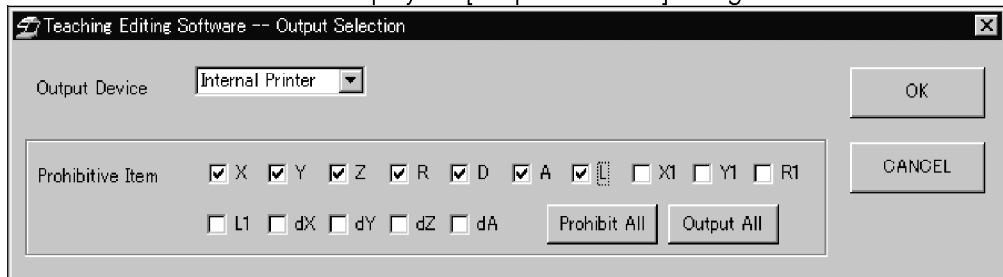 Teaching Editing Software -- Output Selection
Output Device Internal Printer OK
Prohibitive Item X Y Z R D A L X1 Y1 R1 CANCEL
L1 dX dY dZ dA Prohibit All Output All